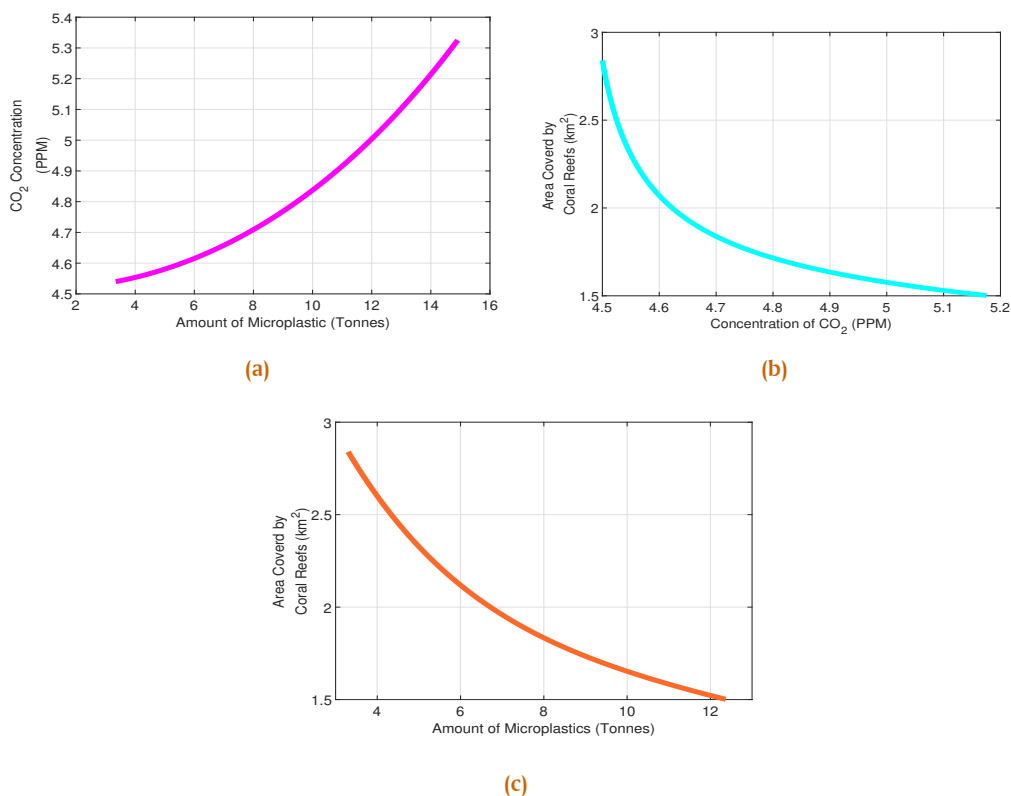 5.4
5.3
5.2
5.1
5
4.9
4.8
4.7
4.6
4.5
CO2 Concentration
(PPM)
2 4 6 8 10 12 14 16
Amount of Microplastic (Tonnes)
(a)
3
2.5
2
1.5
Area Coverd by
Coral Reefs (km2)
4.5 4.6 4.7 4.8 4.9 5 5.1 5.2
Concentration of CO2 (PPM)
(b)
3
2.5
2
1.5
Area Coverd by
Coral Reefs (km2)
4 6 8 10 12
Amount of Microplastics (Tonnes)
(c)